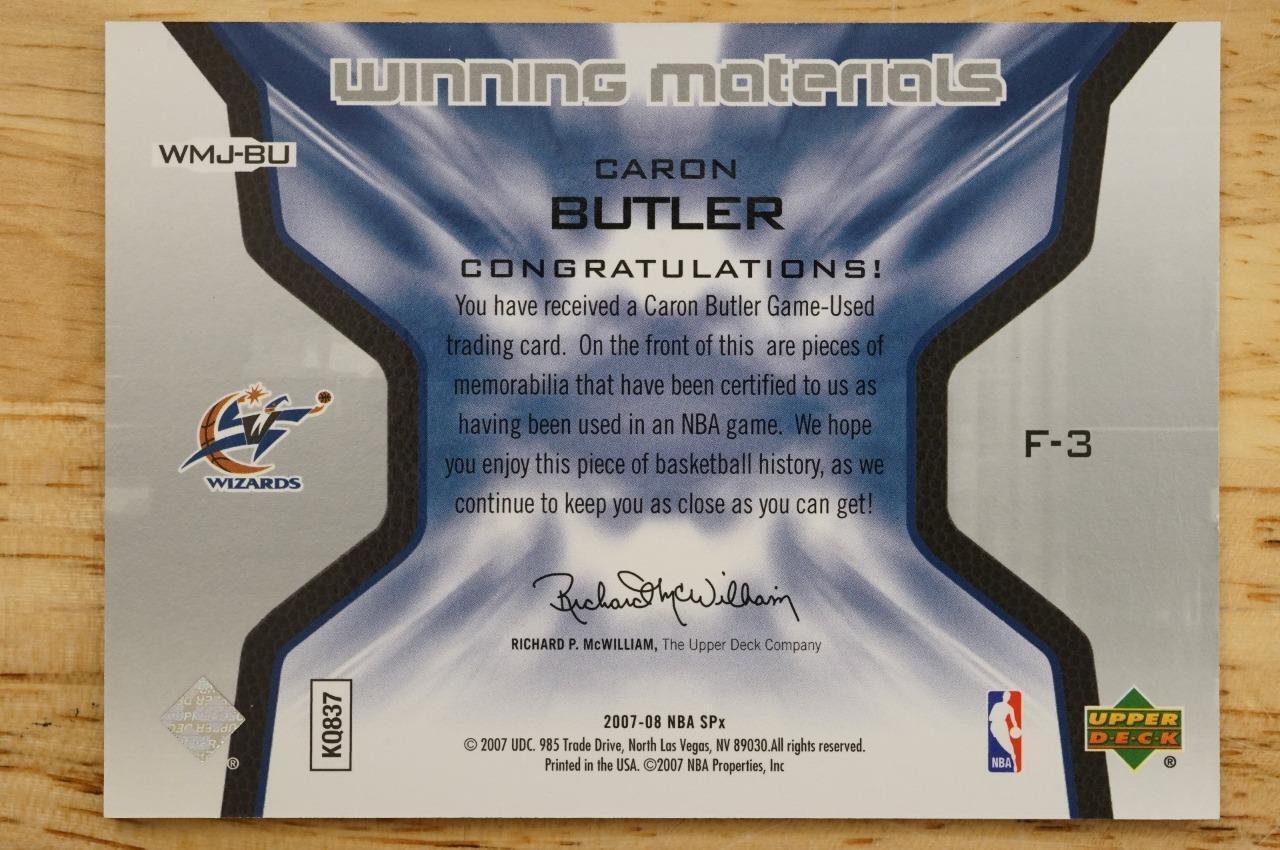 winning materials
WMJ-BU
CARON
BUTLER
CONGRATULATIONS!
You have received a Caron Butler Game-Used
trading card. On the front of this are pieces of
memorabilia that have been certified to us as
having been used in an NBA game. We hope
you enjoy this piece of basketball history, as we
continue to keep you as close as you can get!
W
WIZARDS
F-3
Richard McWilliam
RICHARD P. McWILLIAM, The Upper Deck Company
KQ837
2007-08 NBA SPx
© 2007 UDC. 985 Trade Drive, North Las Vegas, NV 89030.All rights reserved.
Printed in the USA. ©2007 NBA Properties, Inc
NBA
UPPER
D·E·C·K
®
UPPER DECK
®